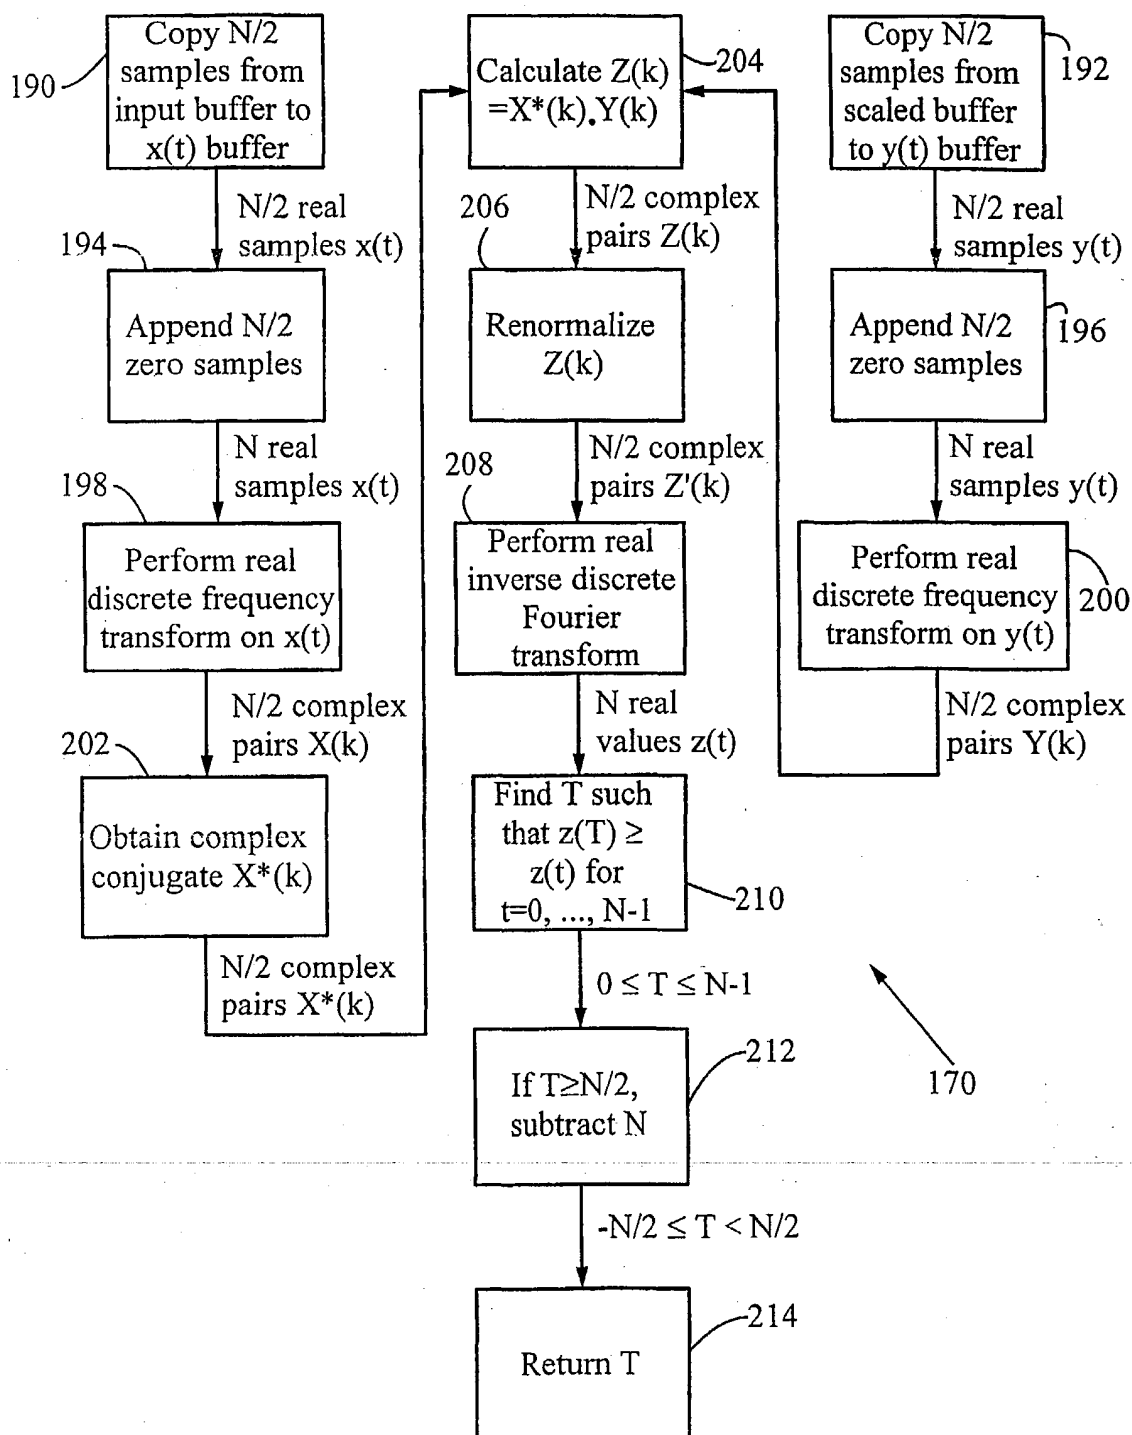 190
Copy N/2
samples from
input buffer to
x(t) buffer
N/2 real
samples x(t)
194
Append N/2
zero samples
N real
samples x(t)
198
Perform real
discrete frequency
transform on x(t)
N/2 complex
pairs X(k)
202
Obtain complex
conjugate X*(k)
N/2 complex
pairs X*(k)
204
Calculate Z(k)
=X*(k).Y(k)
N/2 complex
pairs Z(k)
206
Renormalize
Z(k)
N/2 complex
pairs Z'(k)
208
Perform real
inverse discrete
Fourier
transform
N real
values z(t)
Find T such
that z(T) ≥
z(t) for
t=0, ..., N-1
210
0 ≤ T ≤ N-1
212
If T≥N/2,
subtract N
-N/2 ≤ T < N/2
214
Return T
192
Copy N/2
samples from
scaled buffer
to y(t) buffer
N/2 real
samples y(t)
196
Append N/2
zero samples
N real
samples y(t)
Perform real
discrete frequency
transform on y(t)
200
N/2 complex
pairs Y(k)
170